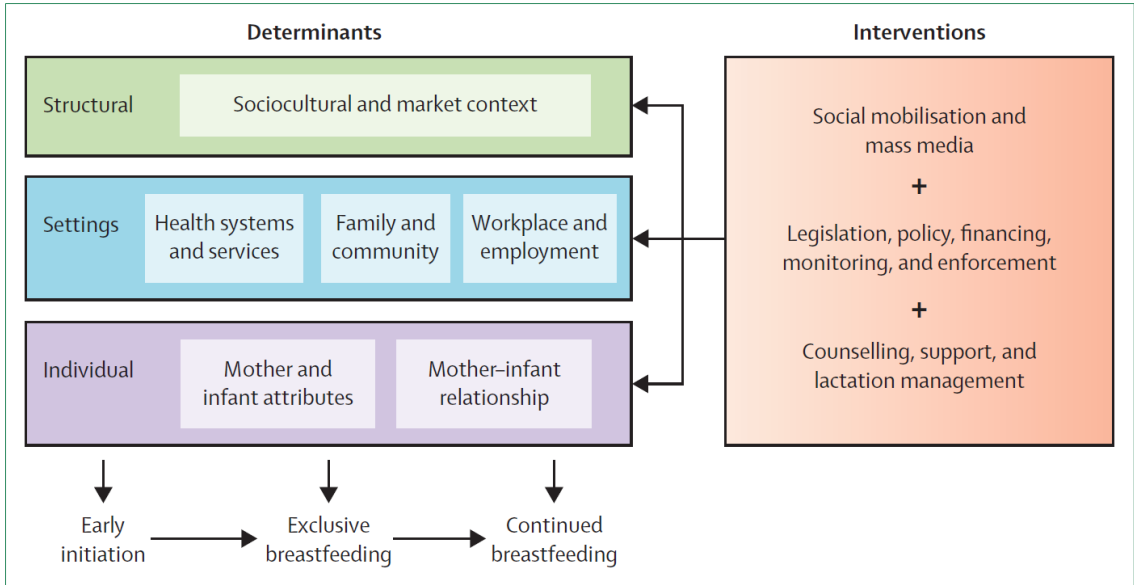 Determinants
Structural
Sociocultural and market context
Settings
Health systems
and services
Family and
community
Workplace and
employment
Individual
Mother and
infant attributes
Mother–infant
relationship
Early
initiation
Exclusive
breastfeeding
Continued
breastfeeding
Interventions
Social mobilisation and
mass media
+
Legislation, policy, financing,
monitoring, and enforcement
+
Counselling, support, and
lactation management